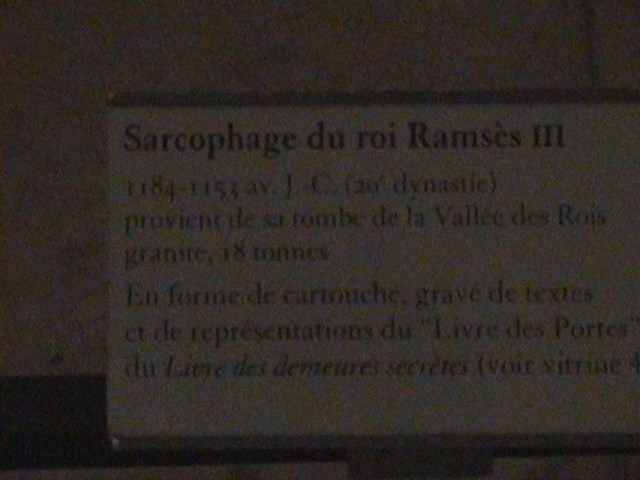 Sarcophage du roi Ramsès III
1184-1153 av. J.-C. (20e dynastie)
provient de sa tombe de la Vallée des Rois
granite, 18 tonnes
En forme de cartouche, gravé de textes
et de représentations du "Livre des Portes"
du Livre des demeures secrètes (voir vitrine